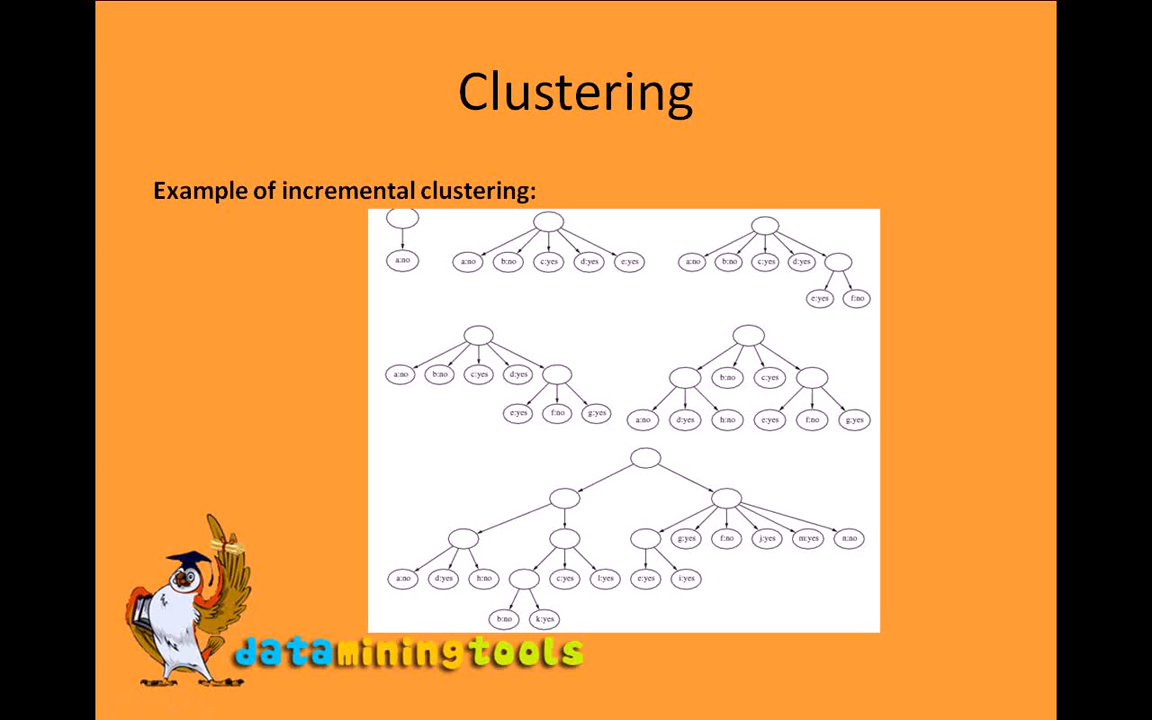 Clustering
Example of incremental clustering:
a:no
a:no b:no c:yes d:yes e:yes
a:no b:no c:yes d:yes
e:yes f:no
a:no b:no c:yes d:yes
e:yes f:no g:yes
b:no c:yes
a:no d:yes h:no e:yes f:no g:yes
g:yes f:no j:yes m:yes n:no
a:no d:yes h:no c:yes l:yes e:yes i:yes
b:no k:yes
dataminingtools